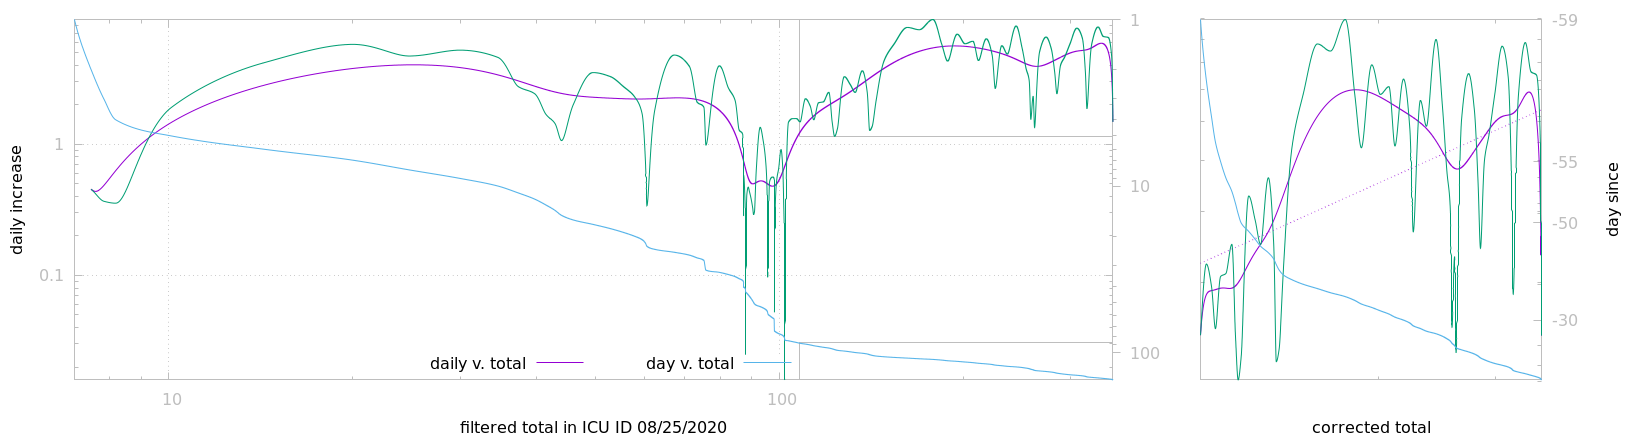 daily increase
1
0.1
10
100
filtered total in ICU ID 08/25/2020
daily v. total
day v. total
1
10
100
-59
-55
-50
-30
day since
corrected total